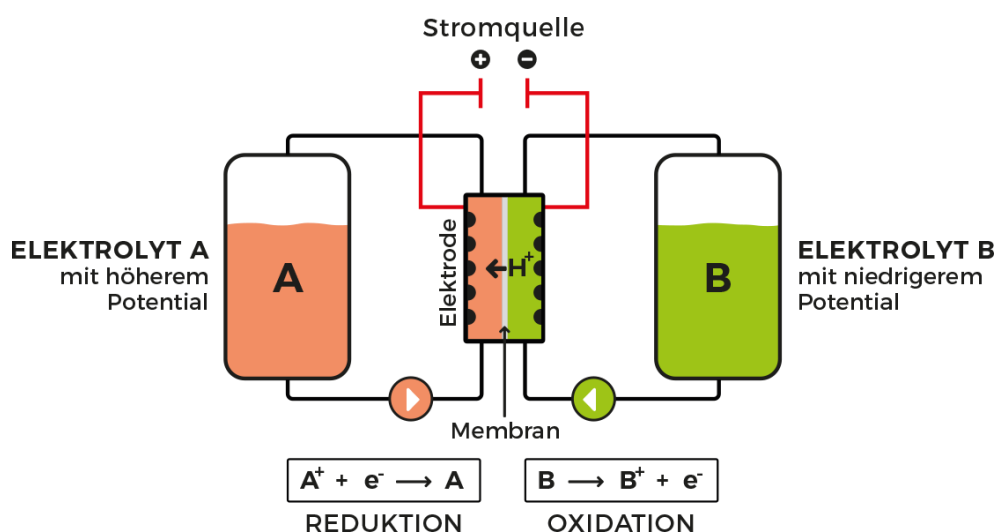 Stromquelle
+ −
ELEKTROLYT A
mit höherem
Potential
A
Elektrode
H⁺
B
ELEKTROLYT B
mit niedrigerem
Potential
Membran
A⁺ + e⁻ → A
REDUKTION
B → B⁺ + e⁻
OXIDATION